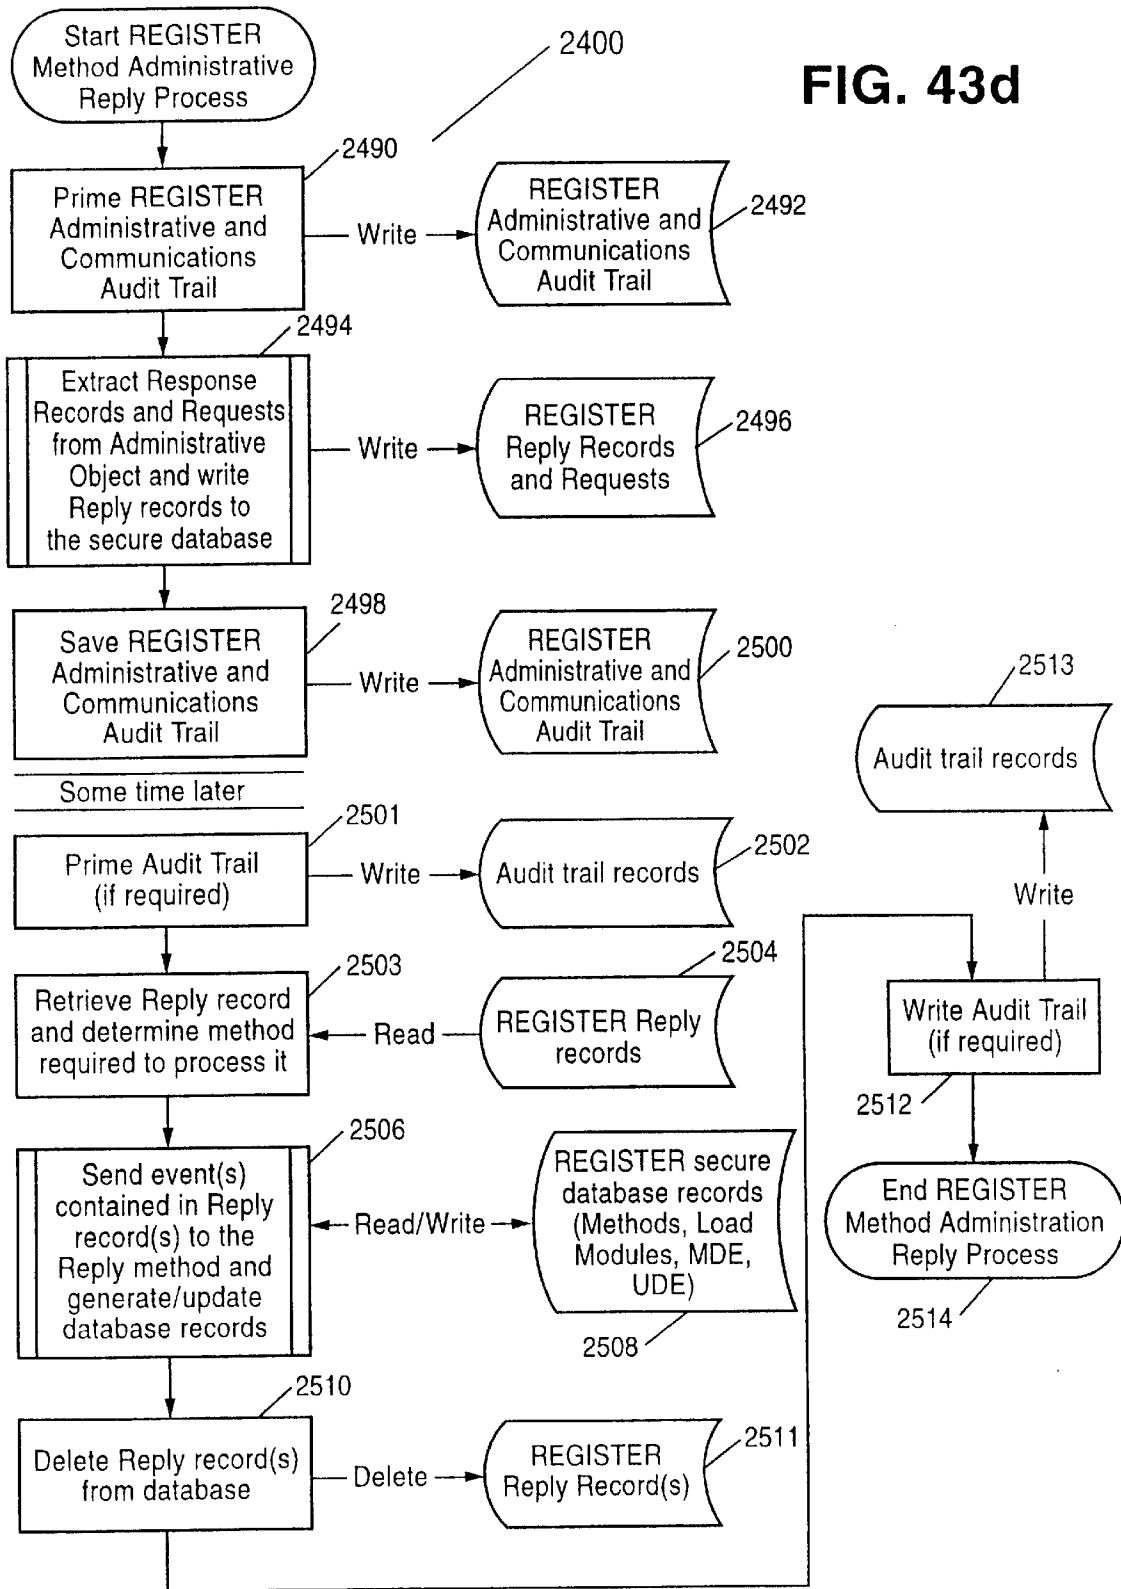 Start REGISTER
Method Administrative
Reply Process
2400
FIG. 43d
2490
Prime REGISTER
Administrative and
Communications
Audit Trail
Write
REGISTER
Administrative and
Communications
Audit Trail
2492
2494
Extract Response
Records and Requests
from Administrative
Object and write
Reply records to
the secure database
Write
REGISTER
Reply Records
and Requests
2496
2498
Save REGISTER
Administrative and
Communications
Audit Trail
Write
REGISTER
Administrative and
Communications
Audit Trail
2500
Some time later
2501
Prime Audit Trail
(if required)
Write
Audit trail records
2502
2503
Retrieve Reply record
and determine method
required to process it
Read
2504
REGISTER Reply
records
2506
Send event(s)
contained in Reply
record(s) to the
Reply method and
generate/update
database records
Read/Write
REGISTER secure
database records
(Methods, Load
Modules, MDE,
UDE)
2508
2510
Delete Reply record(s)
from database
Delete
REGISTER
Reply Record(s)
2511
2513
Audit trail records
Write
Write Audit Trail
(if required)
2512
End REGISTER
Method Administration
Reply Process
2514